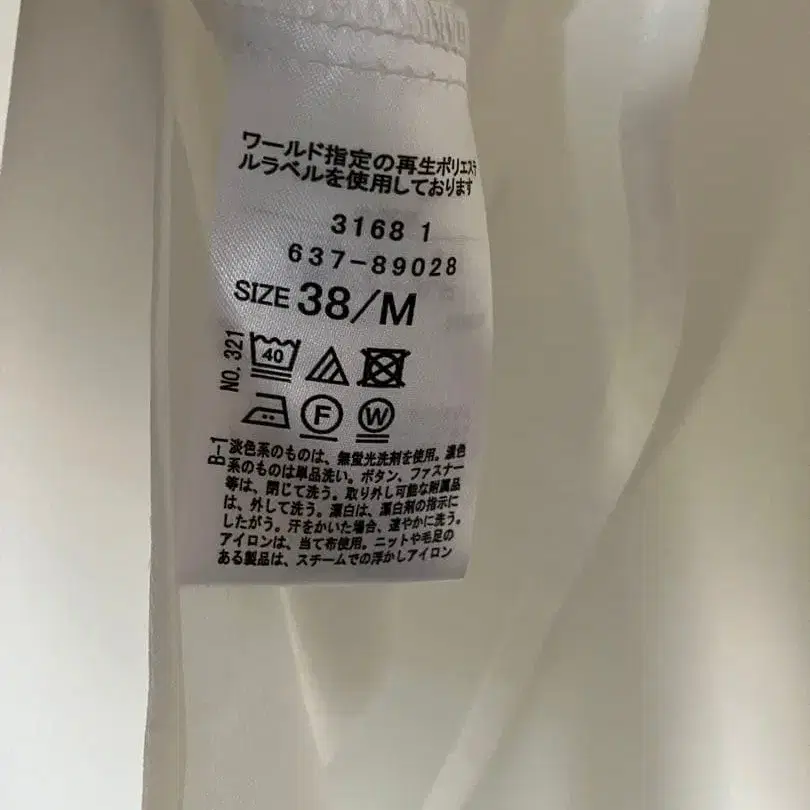 ワールド指定の再生ポリエステ
ルラベルを使用しております
3168 1
637-89028
SIZE 38/M
NO. 321
40
F
W
B-1
淡色系のものは、無蛍光洗剤を使用。濃色
系のものは単品洗い。ボタン、ファスナー
等は、閉じて洗う。取り外し可能な附属品
は、外して洗う。漂白は、漂白剤の指示に
したがう。汗をかいた場合、速やかに洗う。
アイロンは、当て布使用。ニットや毛足の
ある製品は、スチームでの浮かしアイロン